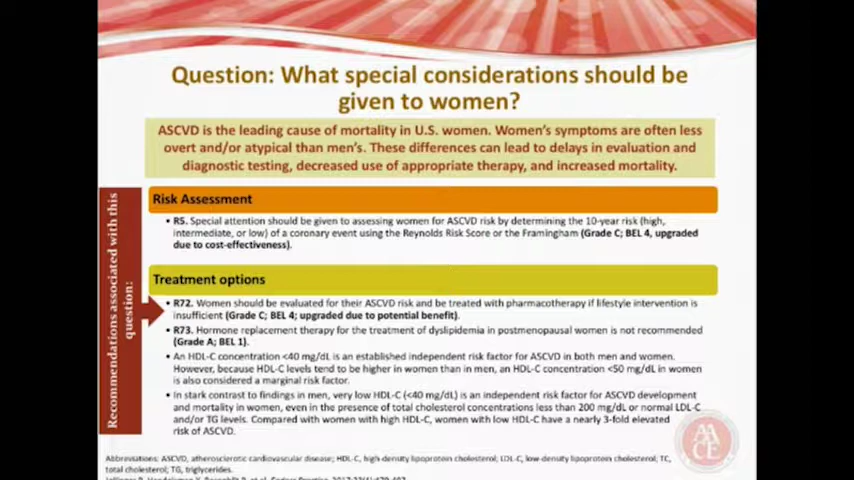 Question: What special considerations should be
given to women?
ASCVD is the leading cause of mortality in U.S. women. Women's symptoms are often less
overt and/or atypical than men's. These differences can lead to delays in evaluation and
diagnostic testing, decreased use of appropriate therapy, and increased mortality.
Recommendations associated with this
question:
Risk Assessment
• R5. Special attention should be given to assessing women for ASCVD risk by determining the 10-year risk (high,
intermediate, or low) of a coronary event using the Reynolds Risk Score or the Framingham (Grade C; BEL 4, upgraded
due to cost-effectiveness).
Treatment options
• R72. Women should be evaluated for their ASCVD risk and be treated with pharmacotherapy if lifestyle intervention is
insufficient (Grade C; BEL 4; upgraded due to potential benefit).
• R73. Hormone replacement therapy for the treatment of dyslipidemia in postmenopausal women is not recommended
(Grade A; BEL 1).
• An HDL-C concentration <40 mg/dL is an established independent risk factor for ASCVD in both men and women.
However, because HDL-C levels tend to be higher in women than in men, an HDL-C concentration <50 mg/dL in women
is also considered a marginal risk factor.
• In stark contrast to findings in men, very low HDL-C (<40 mg/dL) is an independent risk factor for ASCVD development
and mortality in women, even in the presence of total cholesterol concentrations less than 200 mg/dL or normal LDL-C
and/or TG levels. Compared with women with high HDL-C, women with low HDL-C have a nearly 3-fold elevated
risk of ASCVD.
AA
CE
Abbreviations: ASCVD, atherosclerotic cardiovascular disease; HDL-C, high-density lipoprotein cholesterol; LDL-C, low-density lipoprotein cholesterol; TC,
total cholesterol; TG, triglycerides.